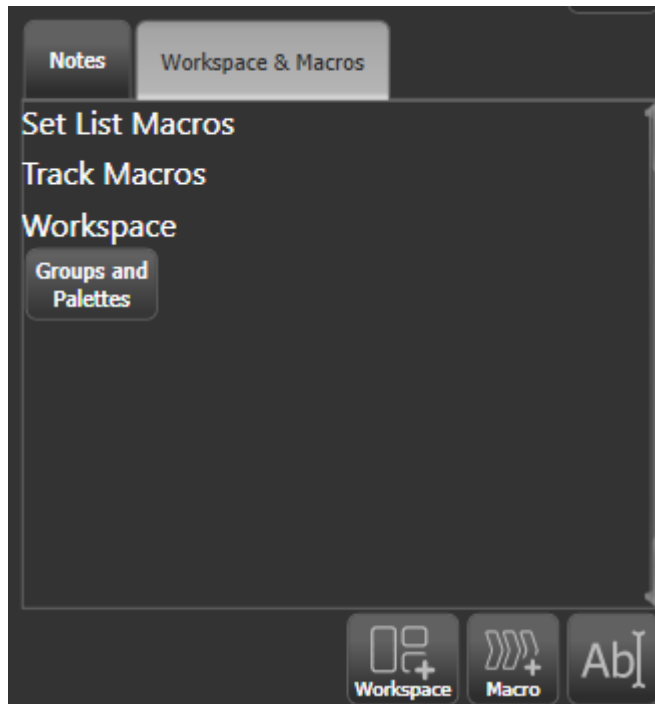 Notes
Workspace & Macros
Set List Macros
Track Macros
Workspace
Groups and
Palettes
Workspace
Macro
Ab